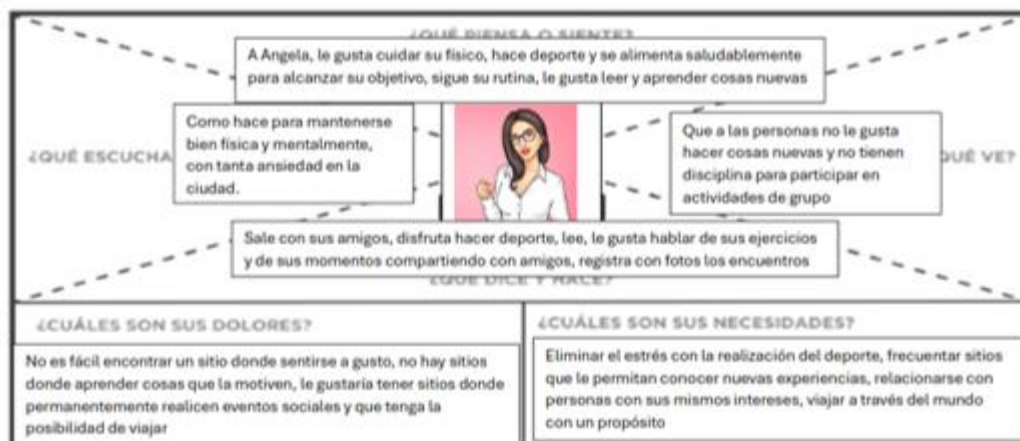 ¿QUÉ PIENSA O SIENTE?
A Angela, le gusta cuidar su físico, hace deporte y se alimenta saludablemente
para alcanzar su objetivo, sigue su rutina, le gusta leer y aprender cosas nuevas
¿QUÉ ESCUCHA
Como hace para mantenerse
bien física y mentalmente,
con tanta ansiedad en la
ciudad.
QUÉ VE?
Que a las personas no le gusta
hacer cosas nuevas y no tienen
disciplina para participar en
actividades de grupo
Sale con sus amigos, disfruta hacer deporte, lee, le gusta hablar de sus ejercicios
y de sus momentos compartiendo con amigos, registra con fotos los encuentros
¿QUÉ DICE Y HACE?
¿CUÁLES SON SUS DOLORES?
No es fácil encontrar un sitio donde sentirse a gusto, no hay sitios
donde aprender cosas que la motiven, le gustaría tener sitios donde
permanentemente realicen eventos sociales y que tenga la
posibilidad de viajar
¿CUÁLES SON SUS NECESIDADES?
Eliminar el estrés con la realización del deporte, frecuentar sitios
que le permitan conocer nuevas experiencias, relacionarse con
personas con sus mismos intereses, viajar a través del mundo
con un propósito